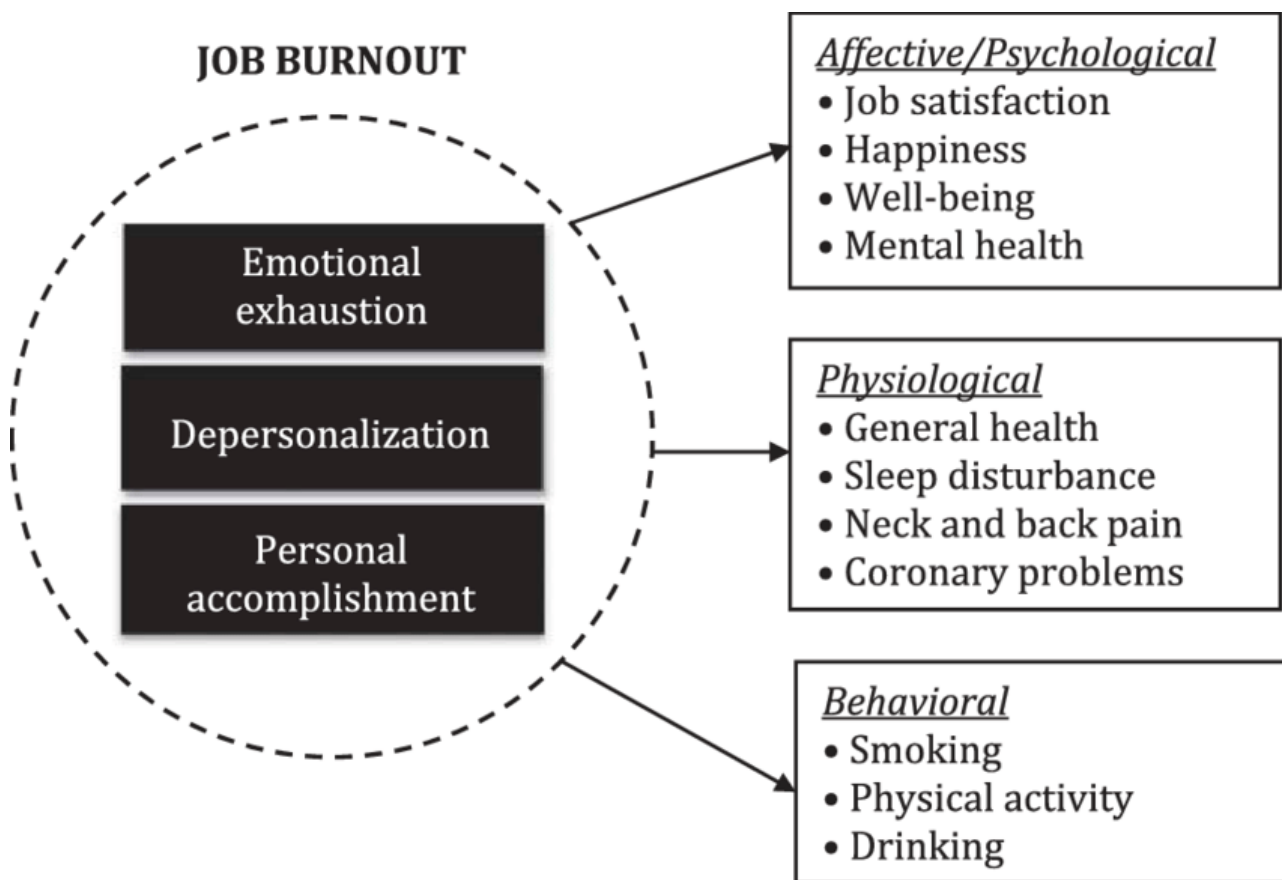 JOB BURNOUT
Emotional
exhaustion
Depersonalization
Personal
accomplishment
Affective/Psychological
• Job satisfaction
• Happiness
• Well-being
• Mental health
Physiological
• General health
• Sleep disturbance
• Neck and back pain
• Coronary problems
Behavioral
• Smoking
• Physical activity
• Drinking